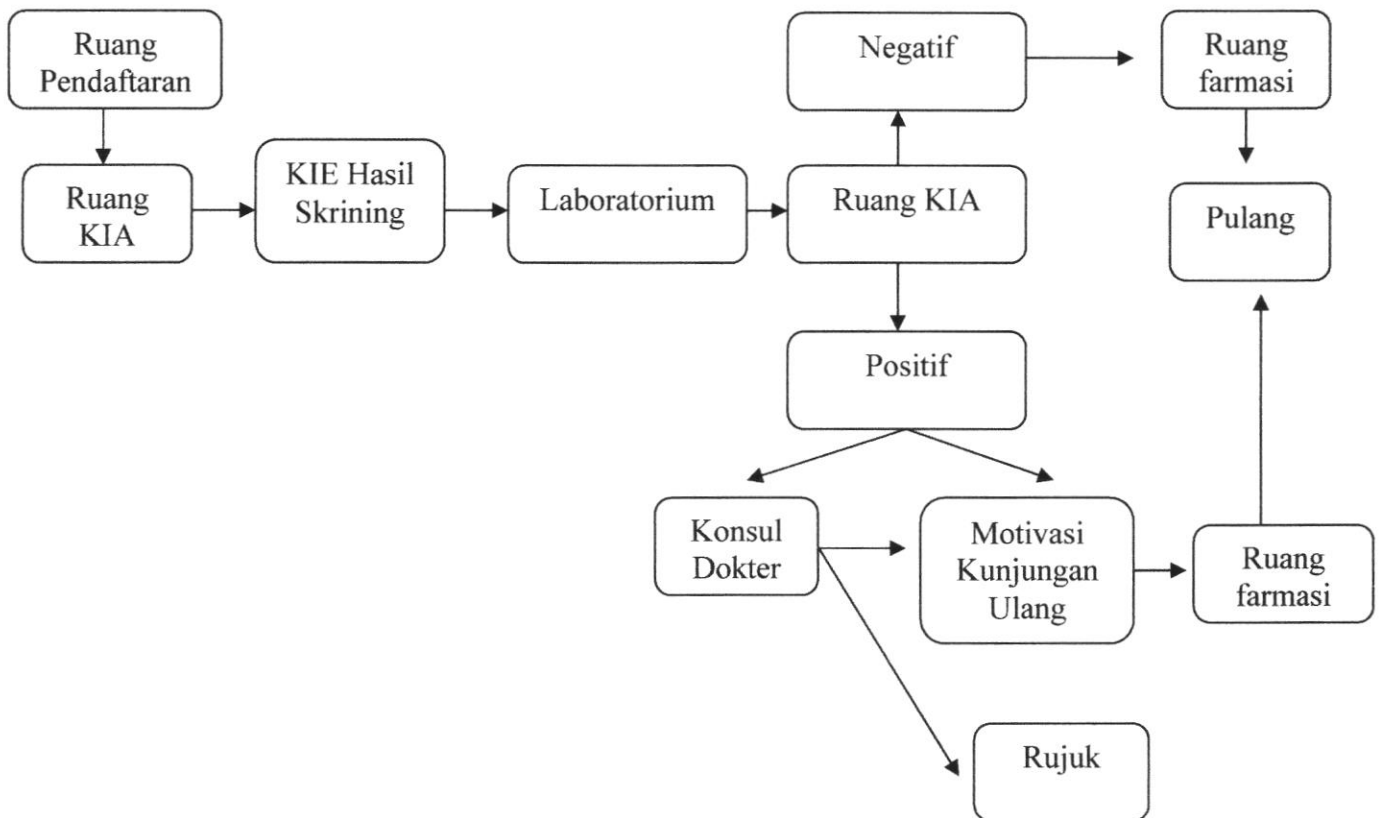 Ruang
Pendaftaran
Negatif
Ruang
farmasi
Ruang
KIA
KIE Hasil
Skrining
Laboratorium
Ruang KIA
Pulang
Positif
Konsul
Dokter
Motivasi
Kunjungan
Ulang
Ruang
farmasi
Rujuk